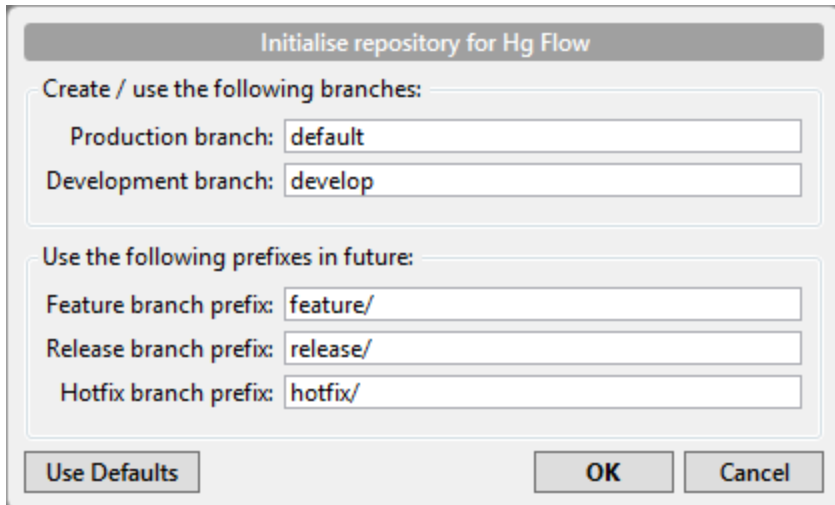 Initialise repository for Hg Flow
Create / use the following branches:
Production branch: default
Development branch: develop
Use the following prefixes in future:
Feature branch prefix: feature/
Release branch prefix: release/
Hotfix branch prefix: hotfix/
Use Defaults OK Cancel